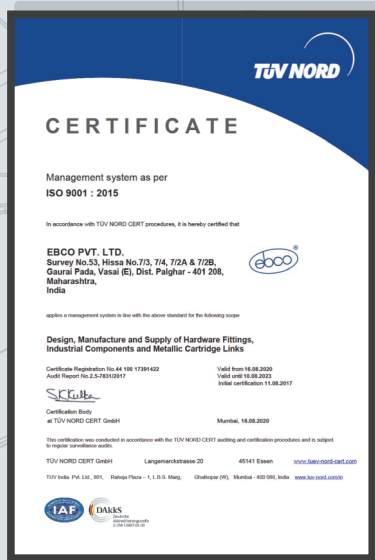 TÜV NORD
CERTIFICATE
Management system as per
ISO 9001 : 2015
In accordance with TÜV NORD CERT procedures, it is hereby certified that
EBCO PVT. LTD.
Survey No.53, Hissa No.7/3, 7/4, 7/2A & 7/2B,
Gaurai Pada, Vasai (E), Dist. Palghar - 401 208,
Maharashtra,
India
ebco®
applies a management system in line with the above standard for the following scope
Design, Manufacture and Supply of Hardware Fittings,
Industrial Components and Metallic Cartridge Links
Certificate Registration No.44 100 17391422
Audit Report No.2.5-7831/2017
Valid from 16.08.2020
Valid until 10.08.2023
Initial certification 11.08.2017
Certification Body
at TÜV NORD CERT GmbH
Mumbai, 16.08.2020
This certification was conducted in accordance with the TÜV NORD CERT auditing and certification procedures and is subject
to regular surveillance audits.
TÜV NORD CERT GmbH Langemarckstrasse 20 45141 Essen www.tuev-nord-cert.com
TUV India Pvt. Ltd., 801, Raheja Plaza – 1, L.B.S. Marg, Ghatkopar (W), Mumbai - 400 086, India www.tuv-nord.com/in
IAF
DAkkS
Deutsche
Akkreditierungsstelle